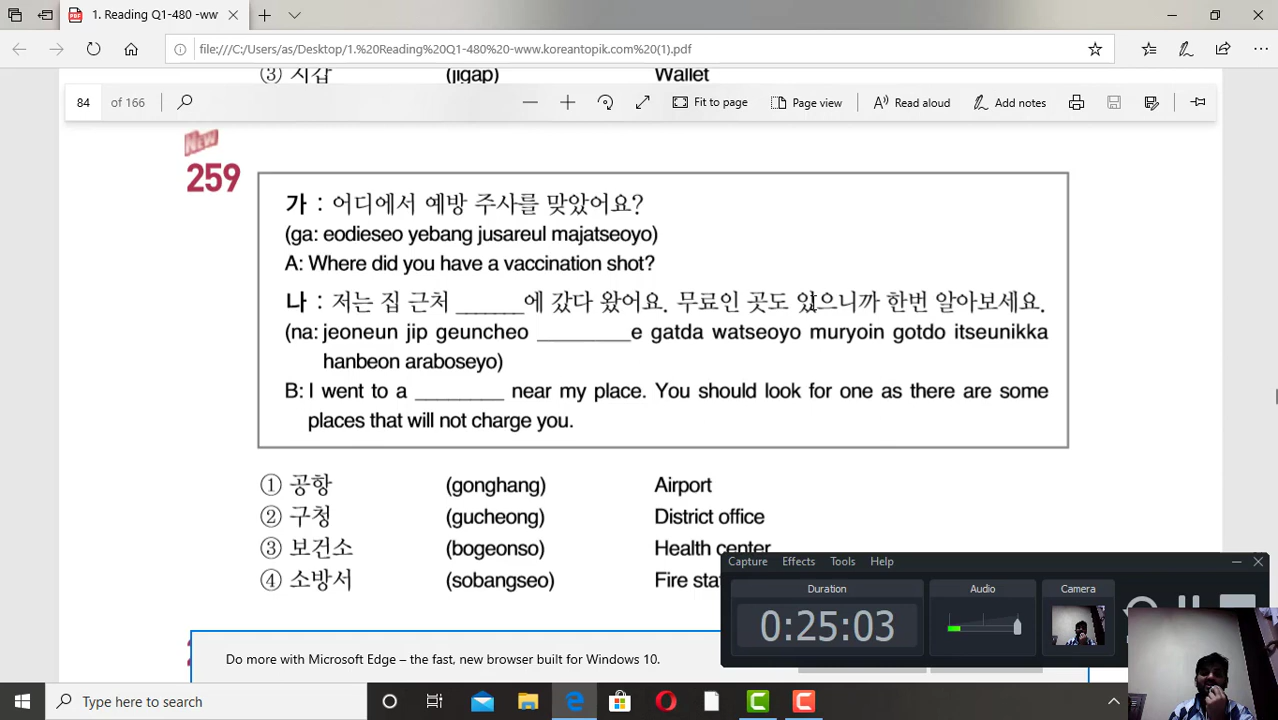 1. Reading Q1-480 -ww
file:///C:/Users/as/Desktop/1.%20Reading%20Q1-480%20-www.koreantopik.com%20(1).pdf
③ 지갑 (jigap) Wallet
84 of 166 Fit to page Page view Read aloud Add notes
New
259
가 : 어디에서 예방 주사를 맞았어요?
(ga: eodieseo yebang jusareul majatseoyo)
A: Where did you have a vaccination shot?
나 : 저는 집 근처 _______에 갔다 왔어요. 무료인 곳도 있으니까 한번 알아보세요.
(na: jeoneun jip geuncheo __________e gatda watseoyo muryoin gotdo itseunikka
hanbeon araboseyo)
B: I went to a _________ near my place. You should look for one as there are some
places that will not charge you.
① 공항 (gonghang) Airport
② 구청 (gucheong) District office
③ 보건소 (bogeonso) Health center
④ 소방서 (sobangseo) Fire sta
Capture Effects Tools Help
Duration Audio Camera
0:25:03
Do more with Microsoft Edge – the fast, new browser built for Windows 10.
Type here to search